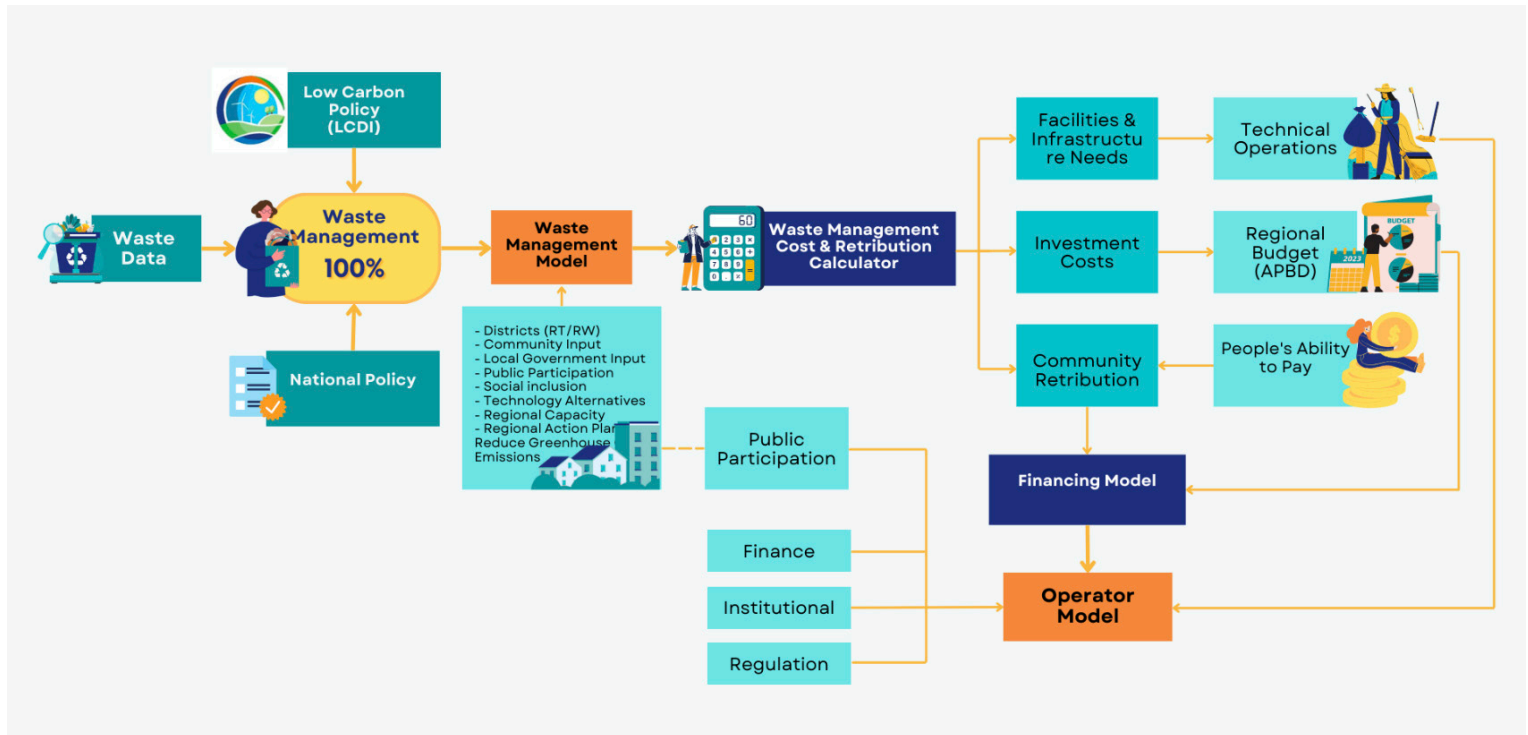 Low Carbon
Policy
(LCDI)
Waste
Data
Waste
Management
100%
National Policy
Waste
Management
Model
- Districts (RT/RW)
- Community Input
- Local Government Input
- Public Participation
- Social inclusion
- Technology Alternatives
- Regional Capacity
- Regional Action Plan
Reduce Greenhouse
Emissions
60
Waste Management
Cost & Retribution
Calculator
Facilities &
Infrastructu
re Needs
Technical
Operations
Investment
Costs
Regional
Budget
(APBD)
BUDGET
2023
Community
Retribution
People's Ability
to Pay
Public
Participation
Finance
Institutional
Regulation
Financing Model
Operator
Model